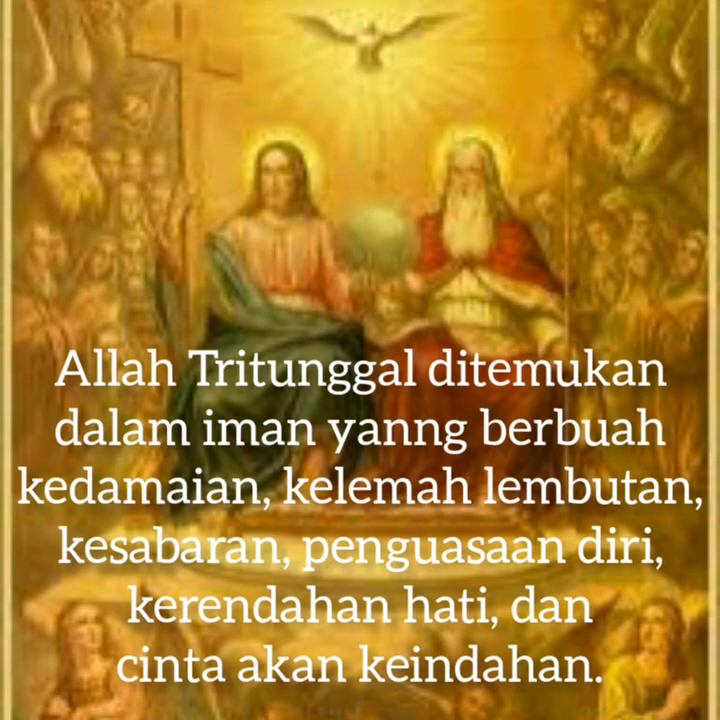 Allah Tritunggal ditemukan
dalam iman yanng berbuah
kedamaian, kelemah lembutan,
kesabaran, penguasaan diri,
kerendahan hati, dan
cinta akan keindahan.